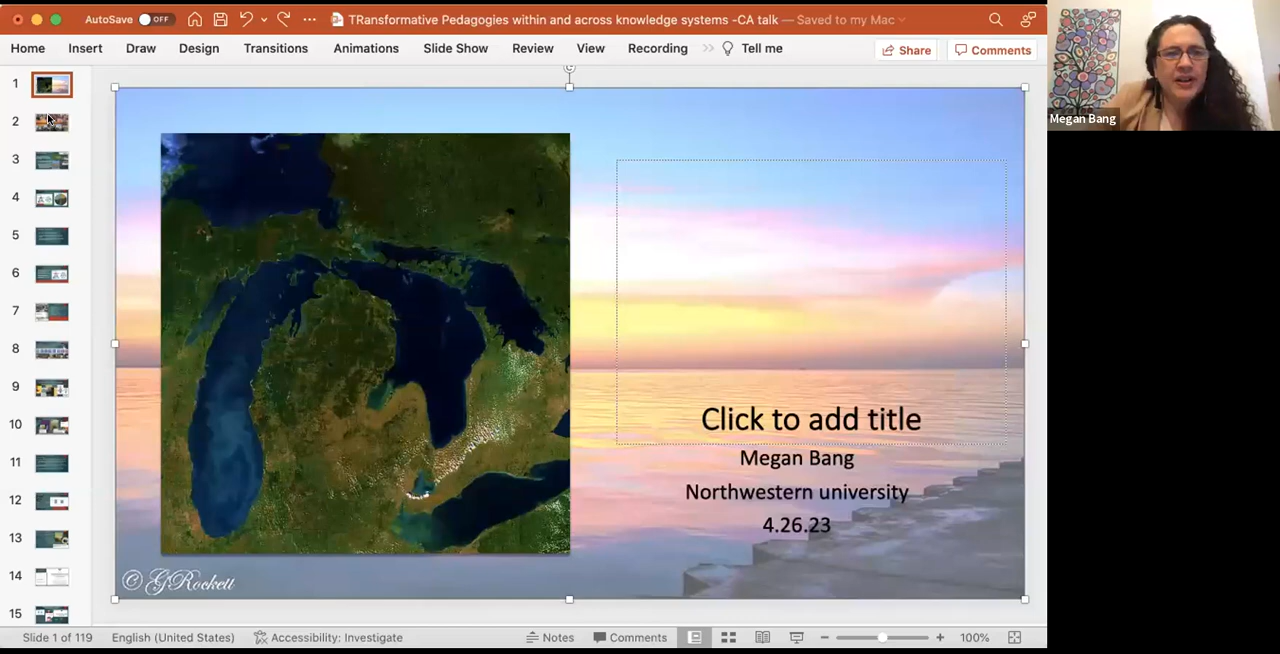 AutoSave OFF TRansformative Pedagogies within and across knowledge systems -CA talk — Saved to my Mac
Home Insert Draw Design Transitions Animations Slide Show Review View Recording Tell me Share Comments
Megan Bang
1
2
3
4
5
6
7
8
9
10
11
12
13
14
15
Click to add title
Megan Bang
Northwestern university
4.26.23
© GRockett
Slide 1 of 119 English (United States) Accessibility: Investigate Notes Comments 100%